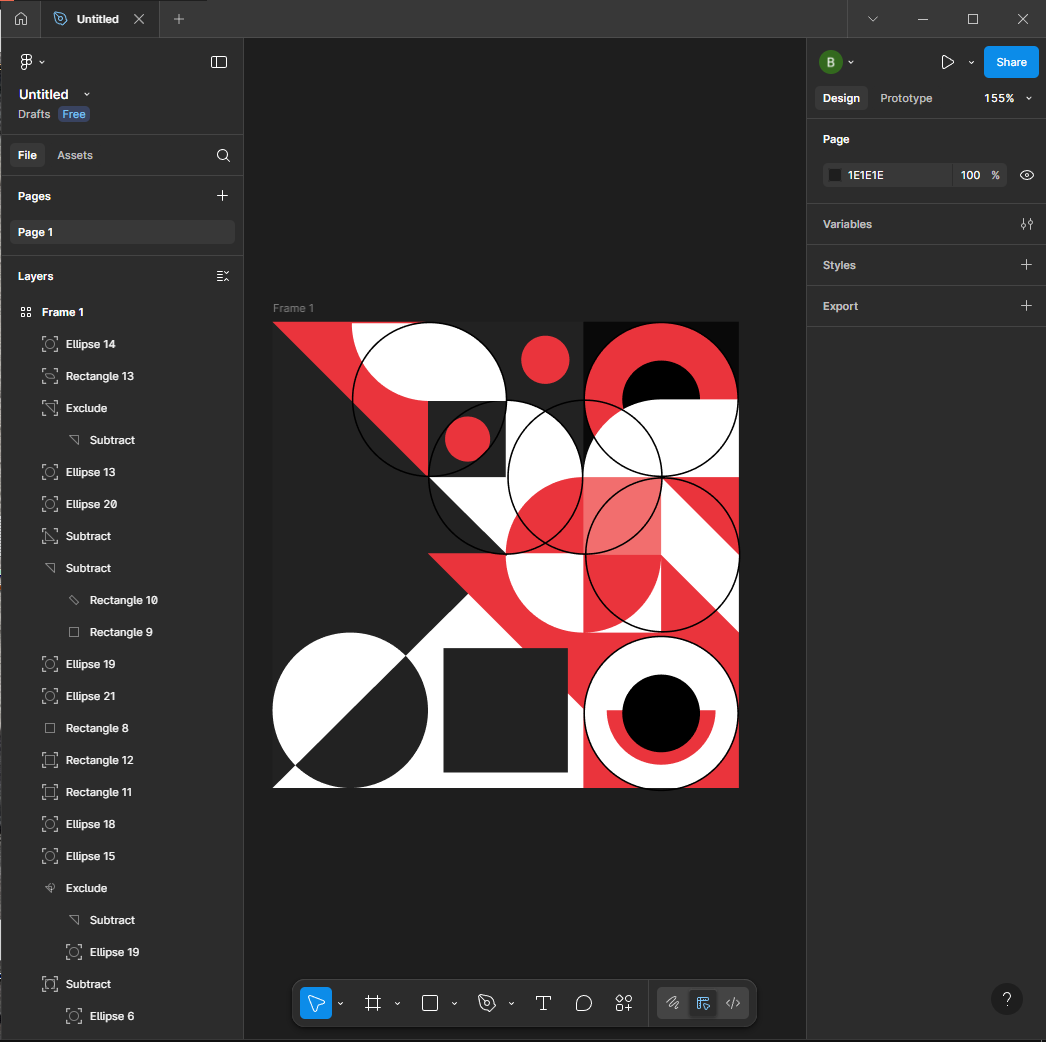 Untitled
Untitled
Drafts Free
File Assets
Pages
Page 1
Layers
Frame 1
Ellipse 14
Rectangle 13
Exclude
Subtract
Ellipse 13
Ellipse 20
Subtract
Subtract
Rectangle 10
Rectangle 9
Ellipse 19
Ellipse 21
Rectangle 8
Rectangle 12
Rectangle 11
Ellipse 18
Ellipse 15
Exclude
Subtract
Ellipse 19
Subtract
Ellipse 6
Frame 1
B
Share
Design Prototype 155%
Page
1E1E1E 100 %
Variables
Styles
Export
?